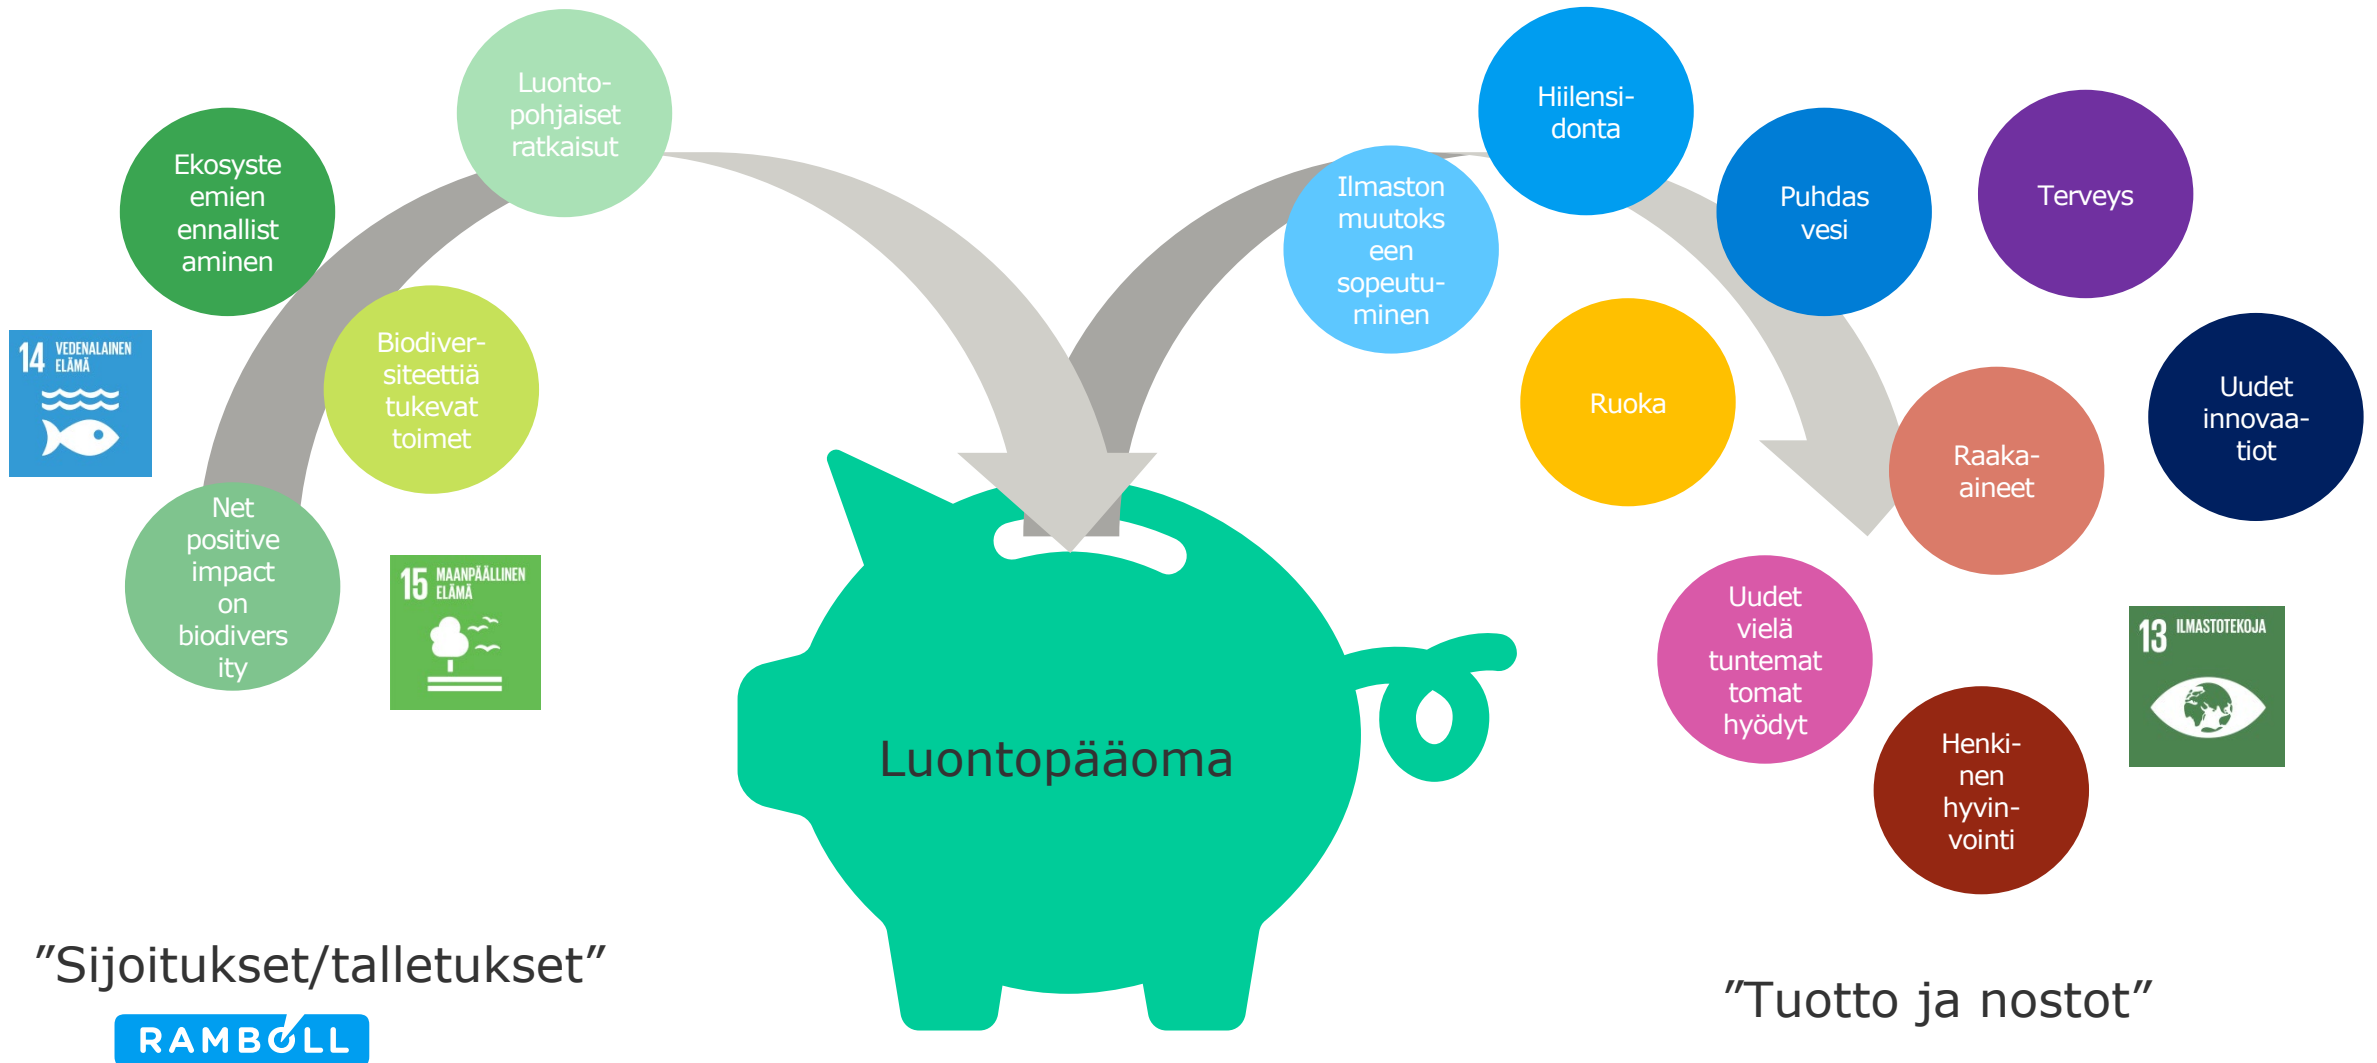 Luonto-
pohjaiset
ratkaisut
Ekosyste
emien
ennallist
aminen
14 VEDENALAINEN
ELÄMÄ
Biodiver-
siteettiä
tukevat
toimet
Net
positive
impact
on
biodivers
ity
15 MAANPÄÄLLINEN
ELÄMÄ
”Sijoitukset/talletukset”
RAMBOLL
Luontopääoma
Hiilensi-
donta
Ilmaston
muutoks
een
sopeutu-
minen
Puhdas
vesi
Terveys
Ruoka
Uudet
innovaa-
tiot
Raaka-
aineet
Uudet
vielä
tuntemat
tomat
hyödyt
13 ILMASTOTEKOJA
Henki-
nen
hyvin-
vointi
”Tuotto ja nostot”